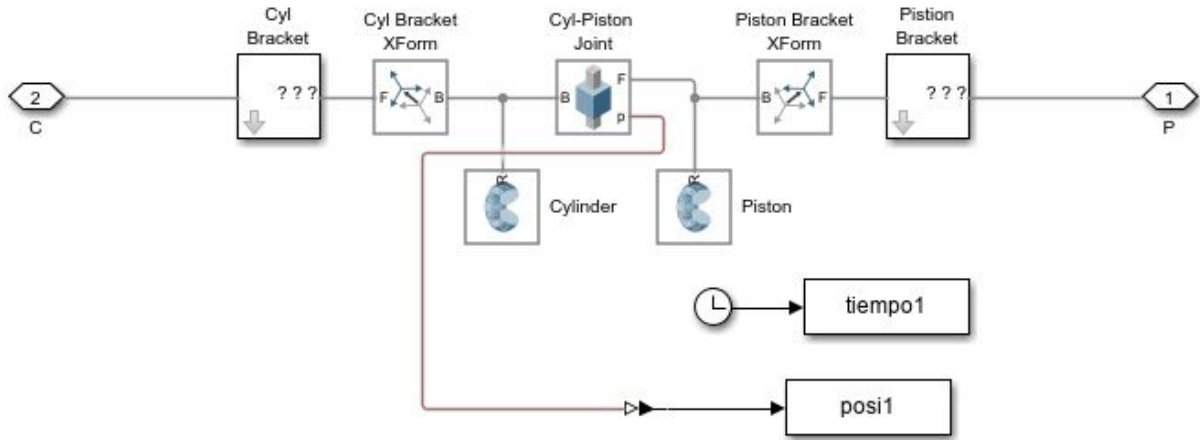 Cyl
Bracket
Cyl Bracket
XForm
Cyl-Piston
Joint
Piston Bracket
XForm
Pistion
Bracket
2
C
? ? ?
F
B
B
F
p
B
F
? ? ?
1
P
R
Cylinder
R
Piston
tiempo1
posi1